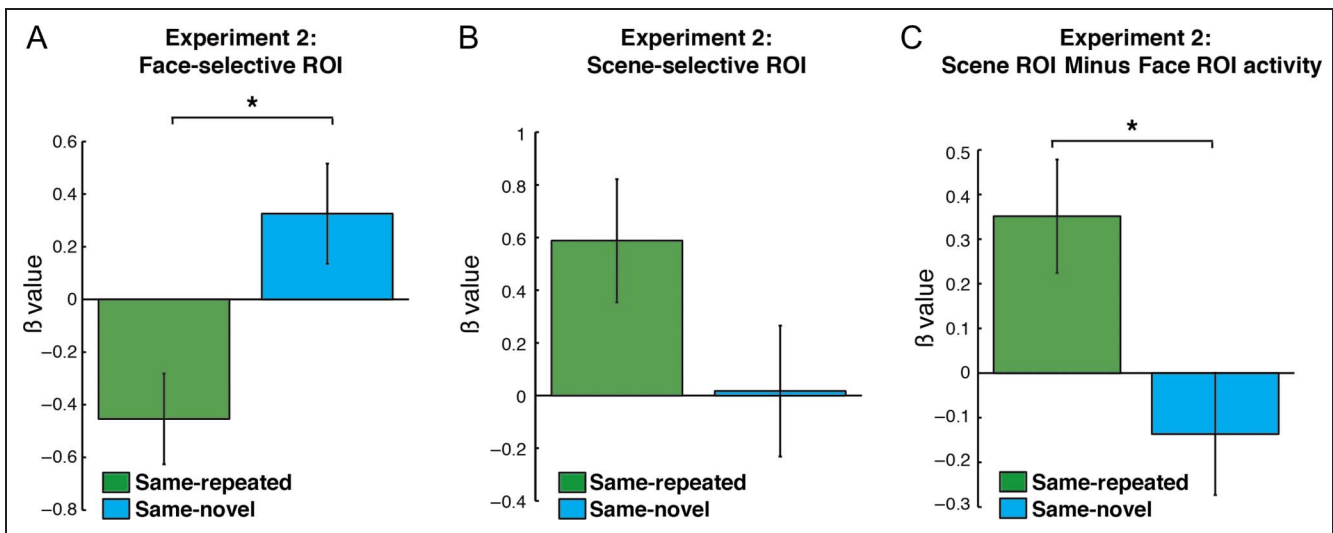 A
Experiment 2:
Face-selective ROI
*
ß value
0.6
0.4
0.2
0
−0.2
−0.4
−0.6
−0.8
Same-repeated
Same-novel
B
Experiment 2:
Scene-selective ROI
ß value
1
0.8
0.6
0.4
0.2
0
−0.2
−0.4
Same-repeated
Same-novel
C
Experiment 2:
Scene ROI Minus Face ROI activity
*
ß value
0.5
0.4
0.3
0.2
0.1
0
−0.1
−0.2
−0.3
Same-repeated
Same-novel